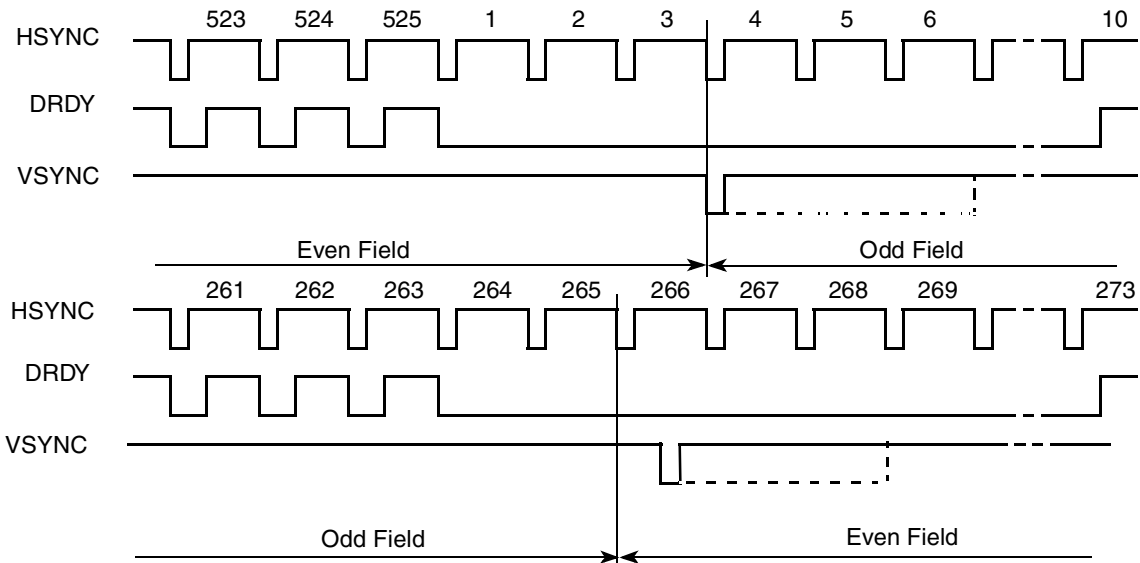 523 524 525 1 2 3 4 5 6 10
HSYNC
DRDY
VSYNC
Even Field Odd Field
261 262 263 264 265 266 267 268 269 273
HSYNC
DRDY
VSYNC
Odd Field Even Field